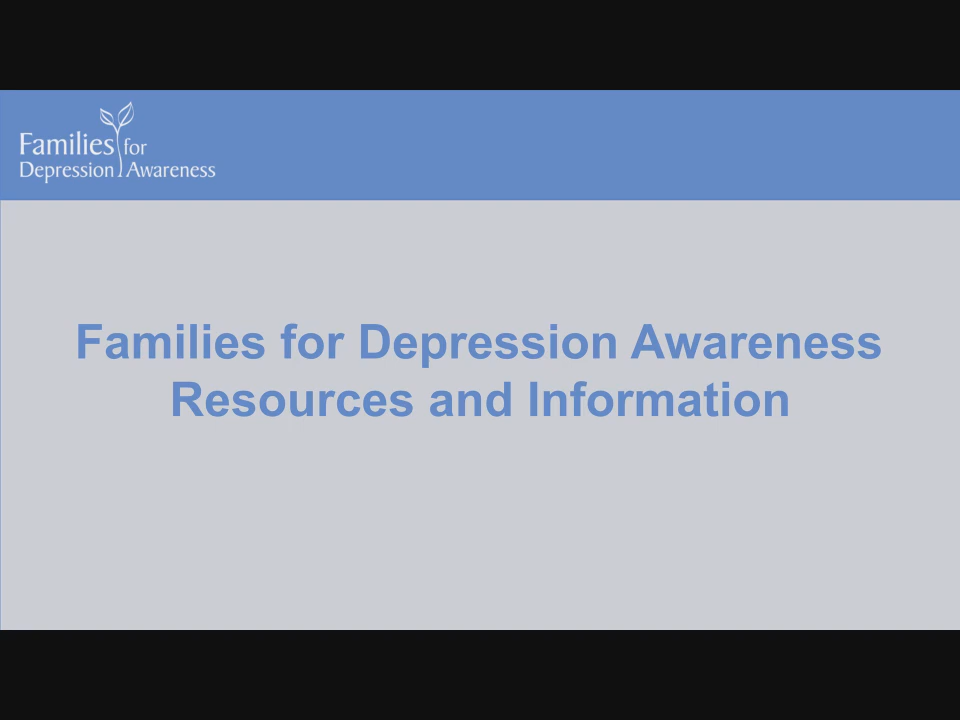 Families for
Depression Awareness
Families for Depression Awareness
Resources and Information